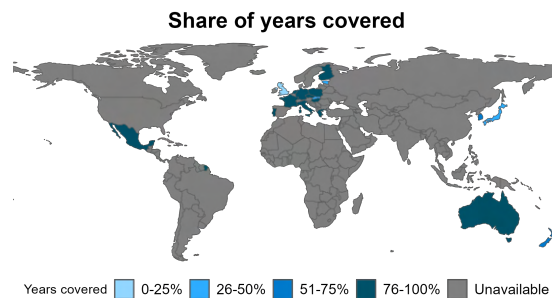 Share of years covered
Years covered 0-25% 26-50% 51-75% 76-100% Unavailable